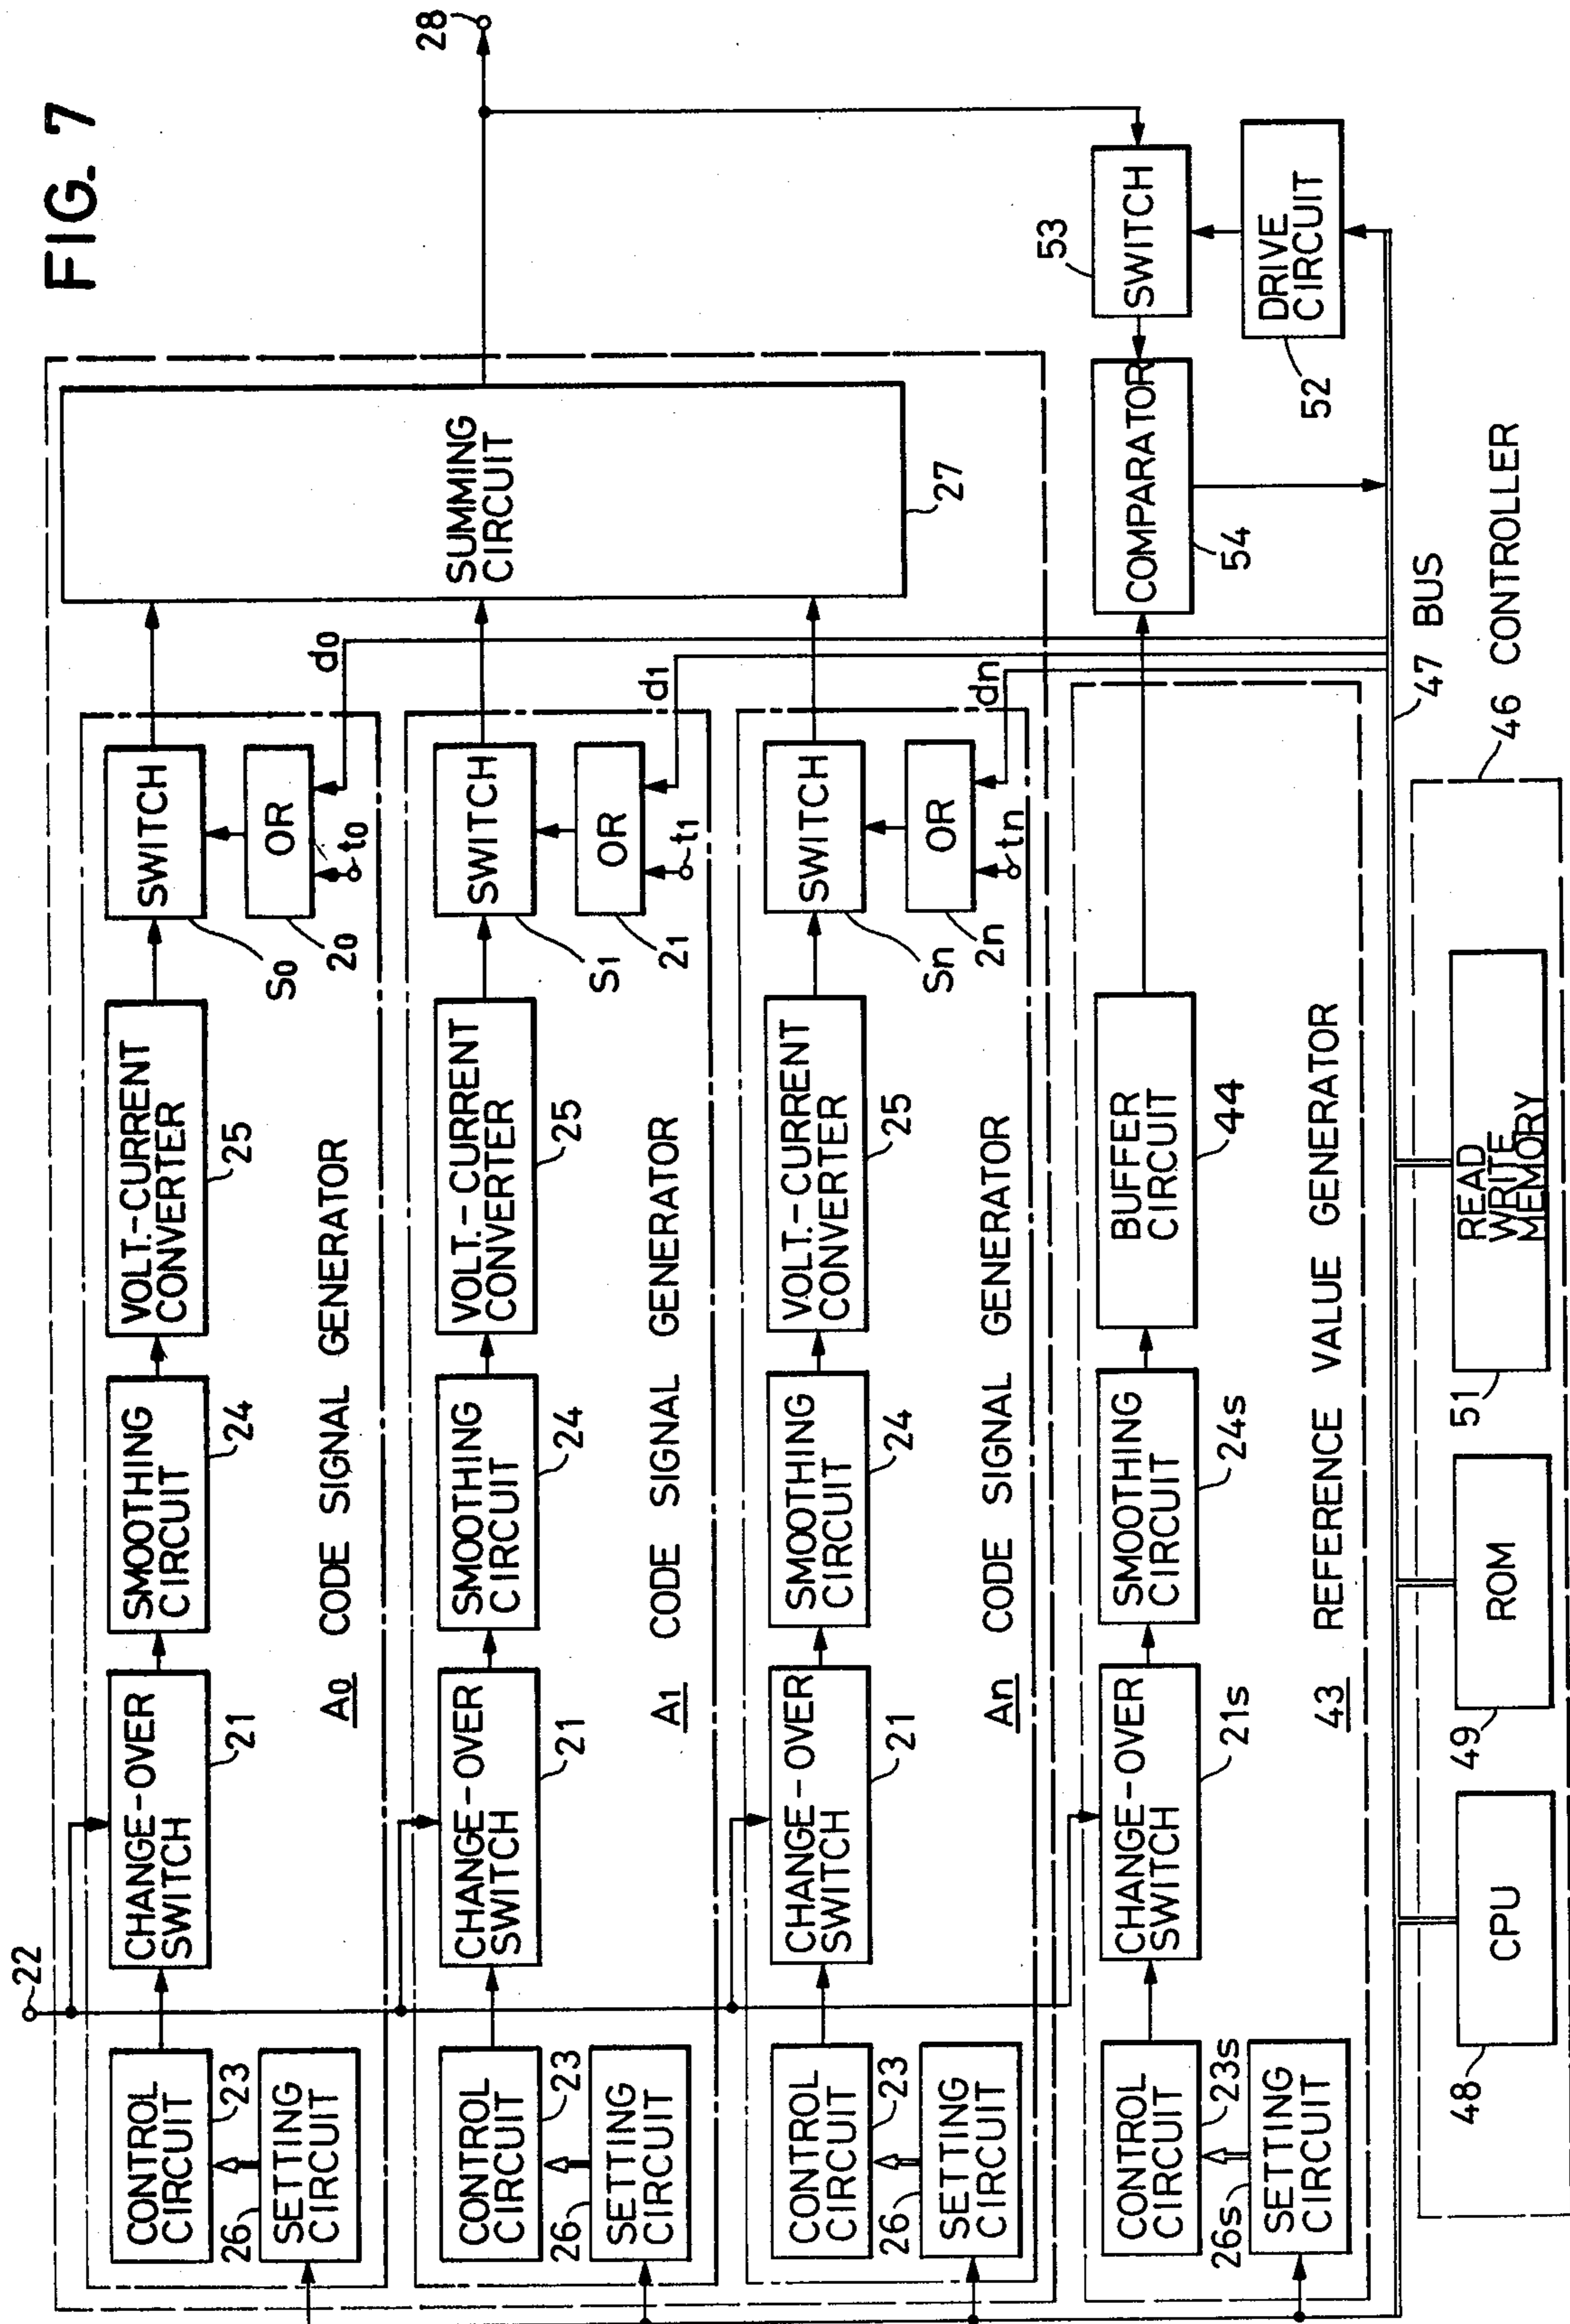 FIG. 7
22
CONTROL
CIRCUIT
23
26
SETTING
CIRCUIT
CHANGE-OVER
SWITCH
21
SMOOTHING
CIRCUIT
24
VOLT.-CURRENT
CONVERTER
25
SWITCH
S0
OR
20
t0
d0
A0 CODE SIGNAL GENERATOR
CONTROL
CIRCUIT
23
26
SETTING
CIRCUIT
CHANGE-OVER
SWITCH
21
SMOOTHING
CIRCUIT
24
VOLT.-CURRENT
CONVERTER
25
SWITCH
S1
OR
21
t1
d1
A1 CODE SIGNAL GENERATOR
CONTROL
CIRCUIT
23
26
SETTING
CIRCUIT
CHANGE-OVER
SWITCH
21
SMOOTHING
CIRCUIT
24
VOLT.-CURRENT
CONVERTER
25
SWITCH
Sn
OR
2n
tn
dn
An CODE SIGNAL GENERATOR
SUMMING
CIRCUIT
27
28
CONTROL
CIRCUIT
23s
26s
SETTING
CIRCUIT
CHANGE-OVER
SWITCH
21s
SMOOTHING
CIRCUIT
24s
BUFFER
CIRCUIT
44
43 REFERENCE VALUE GENERATOR
COMPARATOR
54
SWITCH
53
DRIVE
CIRCUIT
52
47 BUS
46 CONTROLLER
CPU
48
ROM
49
READ
WRITE
MEMORY
51